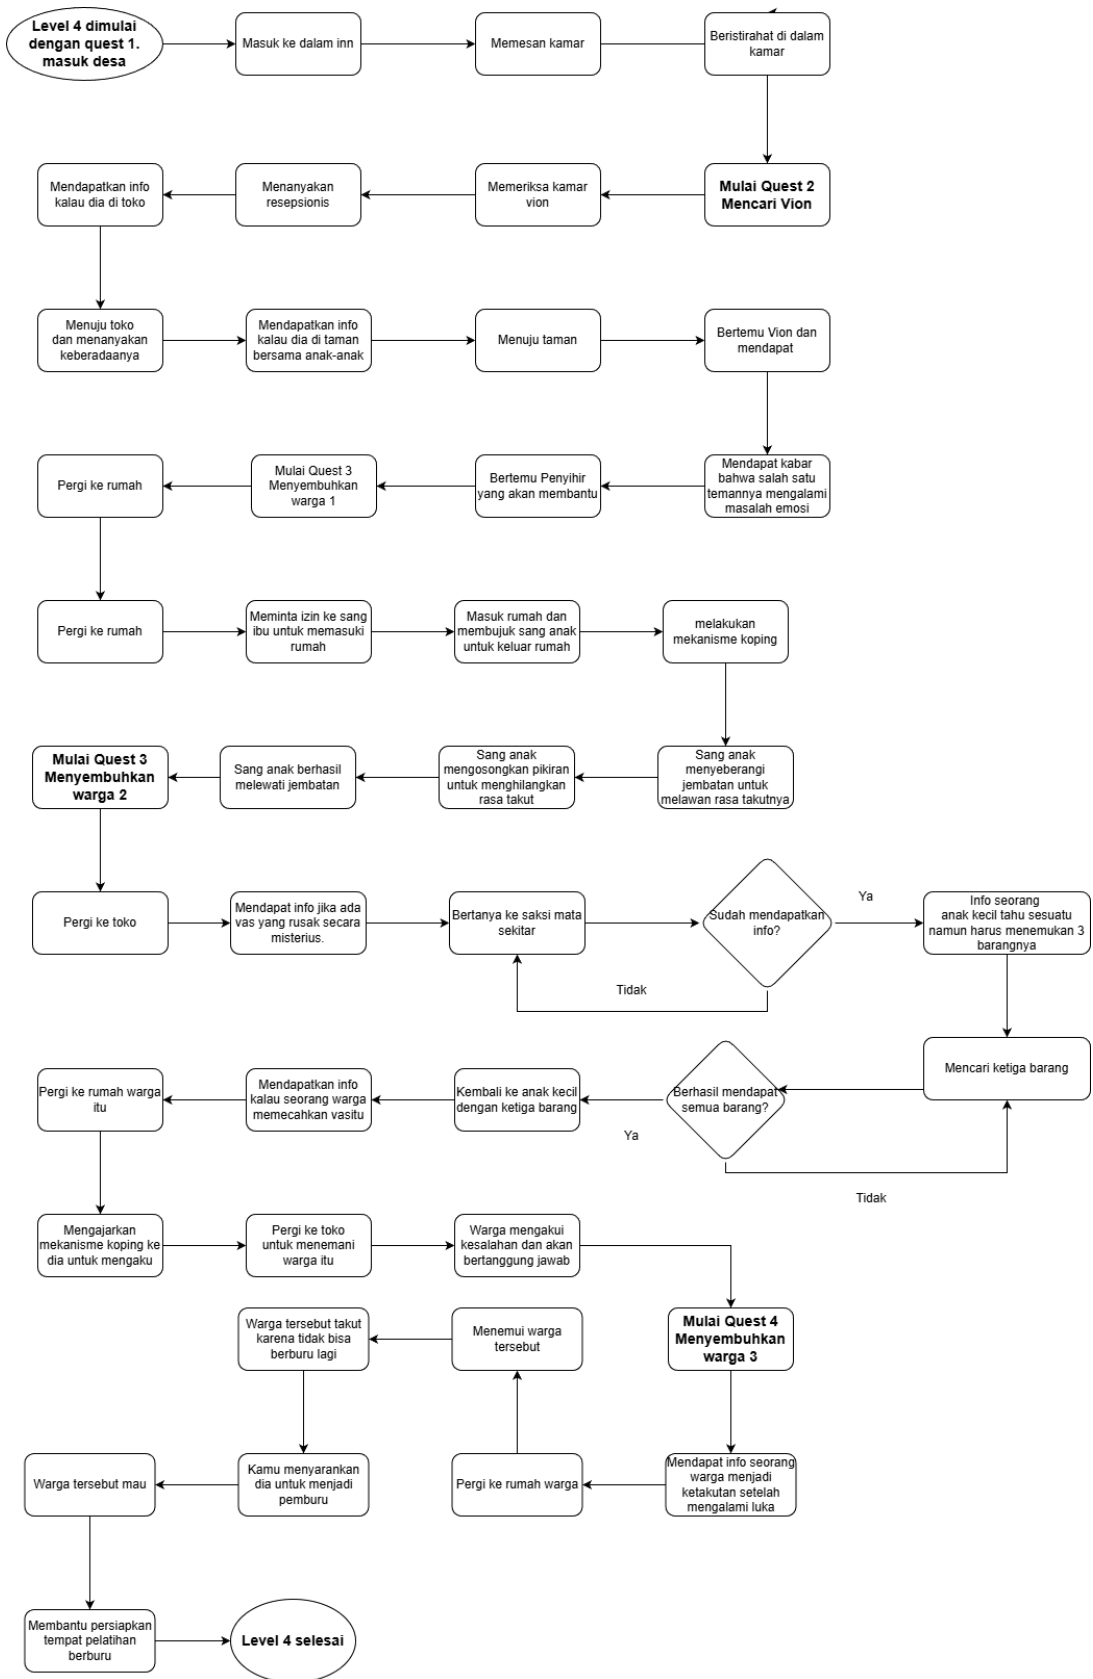 Level 4 dimulai
dengan quest 1.
masuk desa
Masuk ke dalam inn
Memesan kamar
Beristirahat di dalam
kamar
Mulai Quest 2
Mencari Vion
Memeriksa kamar
vion
Menanyakan
resepsionis
Mendapatkan info
kalau dia di toko
Menuju toko
dan menanyakan
keberadaanya
Mendapatkan info
kalau dia di taman
bersama anak-anak
Menuju taman
Bertemu Vion dan
mendapat
Mendapat kabar
bahwa salah satu
temannya mengalami
masalah emosi
Bertemu Penyihir
yang akan membantu
Mulai Quest 3
Menyembuhkan
warga 1
Pergi ke rumah
Pergi ke rumah
Meminta izin ke sang
ibu untuk memasuki
rumah
Masuk rumah dan
membujuk sang anak
untuk keluar rumah
melakukan
mekanisme koping
Sang anak
menyeberangi
jembatan untuk
melawan rasa takutnya
Sang anak
mengosongkan pikiran
untuk menghilangkan
rasa takut
Sang anak berhasil
melewati jembatan
Mulai Quest 3
Menyembuhkan
warga 2
Pergi ke toko
Mendapat info jika ada
vas yang rusak secara
misterius.
Bertanya ke saksi mata
sekitar
Sudah mendapatkan
info?
Ya
Tidak
Info seorang
anak kecil tahu sesuatu
namun harus menemukan 3
barangnya
Mencari ketiga barang
Berhasil mendapat
semua barang?
Ya
Tidak
Kembali ke anak kecil
dengan ketiga barang
Mendapatkan info
kalau seorang warga
memecahkan vasitu
Pergi ke rumah warga
itu
Mengajarkan
mekanisme koping ke
dia untuk mengaku
Pergi ke toko
untuk menemani
warga itu
Warga mengakui
kesalahan dan akan
bertanggung jawab
Mulai Quest 4
Menyembuhkan
warga 3
Mendapat info seorang
warga menjadi
ketakutan setelah
mengalami luka
Pergi ke rumah warga
Menemui warga
tersebut
Warga tersebut takut
karena tidak bisa
berburu lagi
Kamu menyarankan
dia untuk menjadi
pemburu
Warga tersebut mau
Membantu persiapkan
tempat pelatihan
berburu
Level 4 selesai